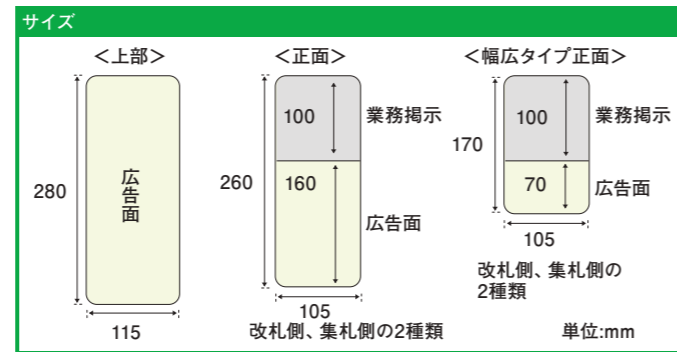 サイズ
＜上部＞
280
広告面
115
＜正面＞
260
100
業務掲示
160
広告面
105
改札側、集札側の2種類
＜幅広タイプ正面＞
170
100
業務掲示
70
広告面
105
改札側、集札側の
2種類
単位:mm